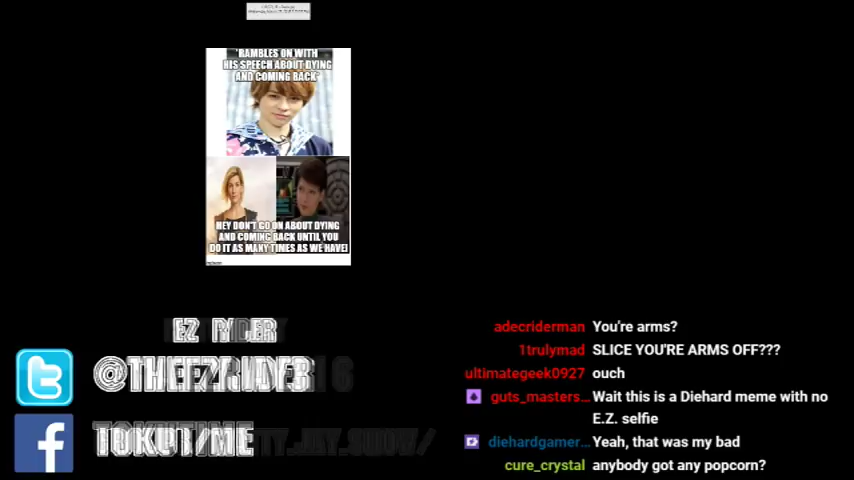 *RAMBLES ON WITH
HIS SPEECH ABOUT DYING
AND COMING BACK*
HEY DON'T GO ON ABOUT DYING
AND COMING BACK UNTIL YOU
DO IT AS MANY TIMES AS WE HAVE!
EZ RIDER
@THEEZRIDER
TOKUTIME
adecriderman You're arms?
1trulymad SLICE YOU'RE ARMS OFF???
ultimategeek0927 ouch
guts_masters... Wait this is a Diehard meme with no
E.Z. selfie
diehardgamer... Yeah, that was my bad
cure_crystal anybody got any popcorn?